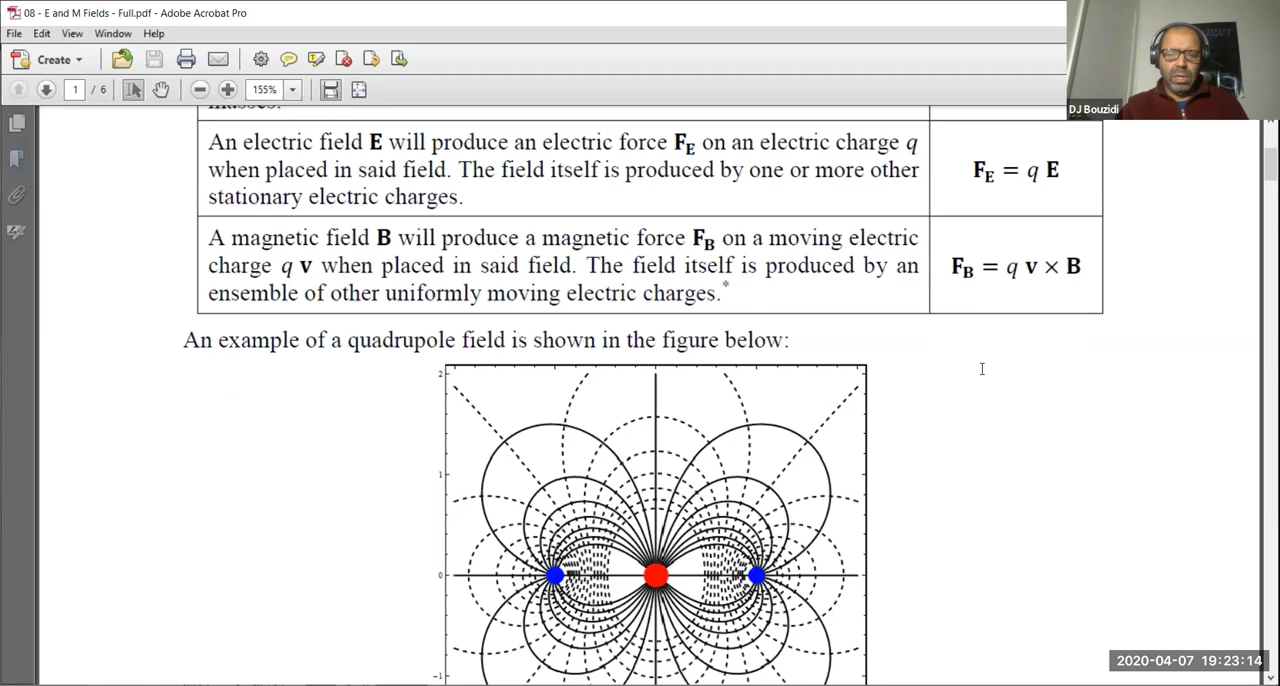 08 - E and M Fields - Full.pdf - Adobe Acrobat Pro
File Edit View Window Help
Create
1 / 6 155%
DJ Bouzidi
masses.
An electric field E will produce an electric force F_E on an electric charge q
when placed in said field. The field itself is produced by one or more other
stationary electric charges.
F_E = q E
A magnetic field B will produce a magnetic force F_B on a moving electric
charge q v when placed in said field. The field itself is produced by an
ensemble of other uniformly moving electric charges.*
F_B = q v × B
An example of a quadrupole field is shown in the figure below:
2
1
0
-1
2020-04-07 19:23:14